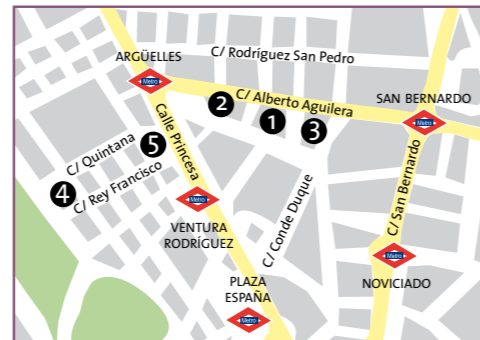 C/ Rodríguez San Pedro
ARGÜELLES
Metro
C/ Alberto Aguilera
SAN BERNARDO
Metro
2
1
3
Calle Princesa
5
C/ Quintana
4
C/ Rey Francisco
Metro
VENTURA
RODRÍGUEZ
C/ Conde Duque
C/ San Bernardo
Metro
NOVICIADO
PLAZA
ESPAÑA
Metro